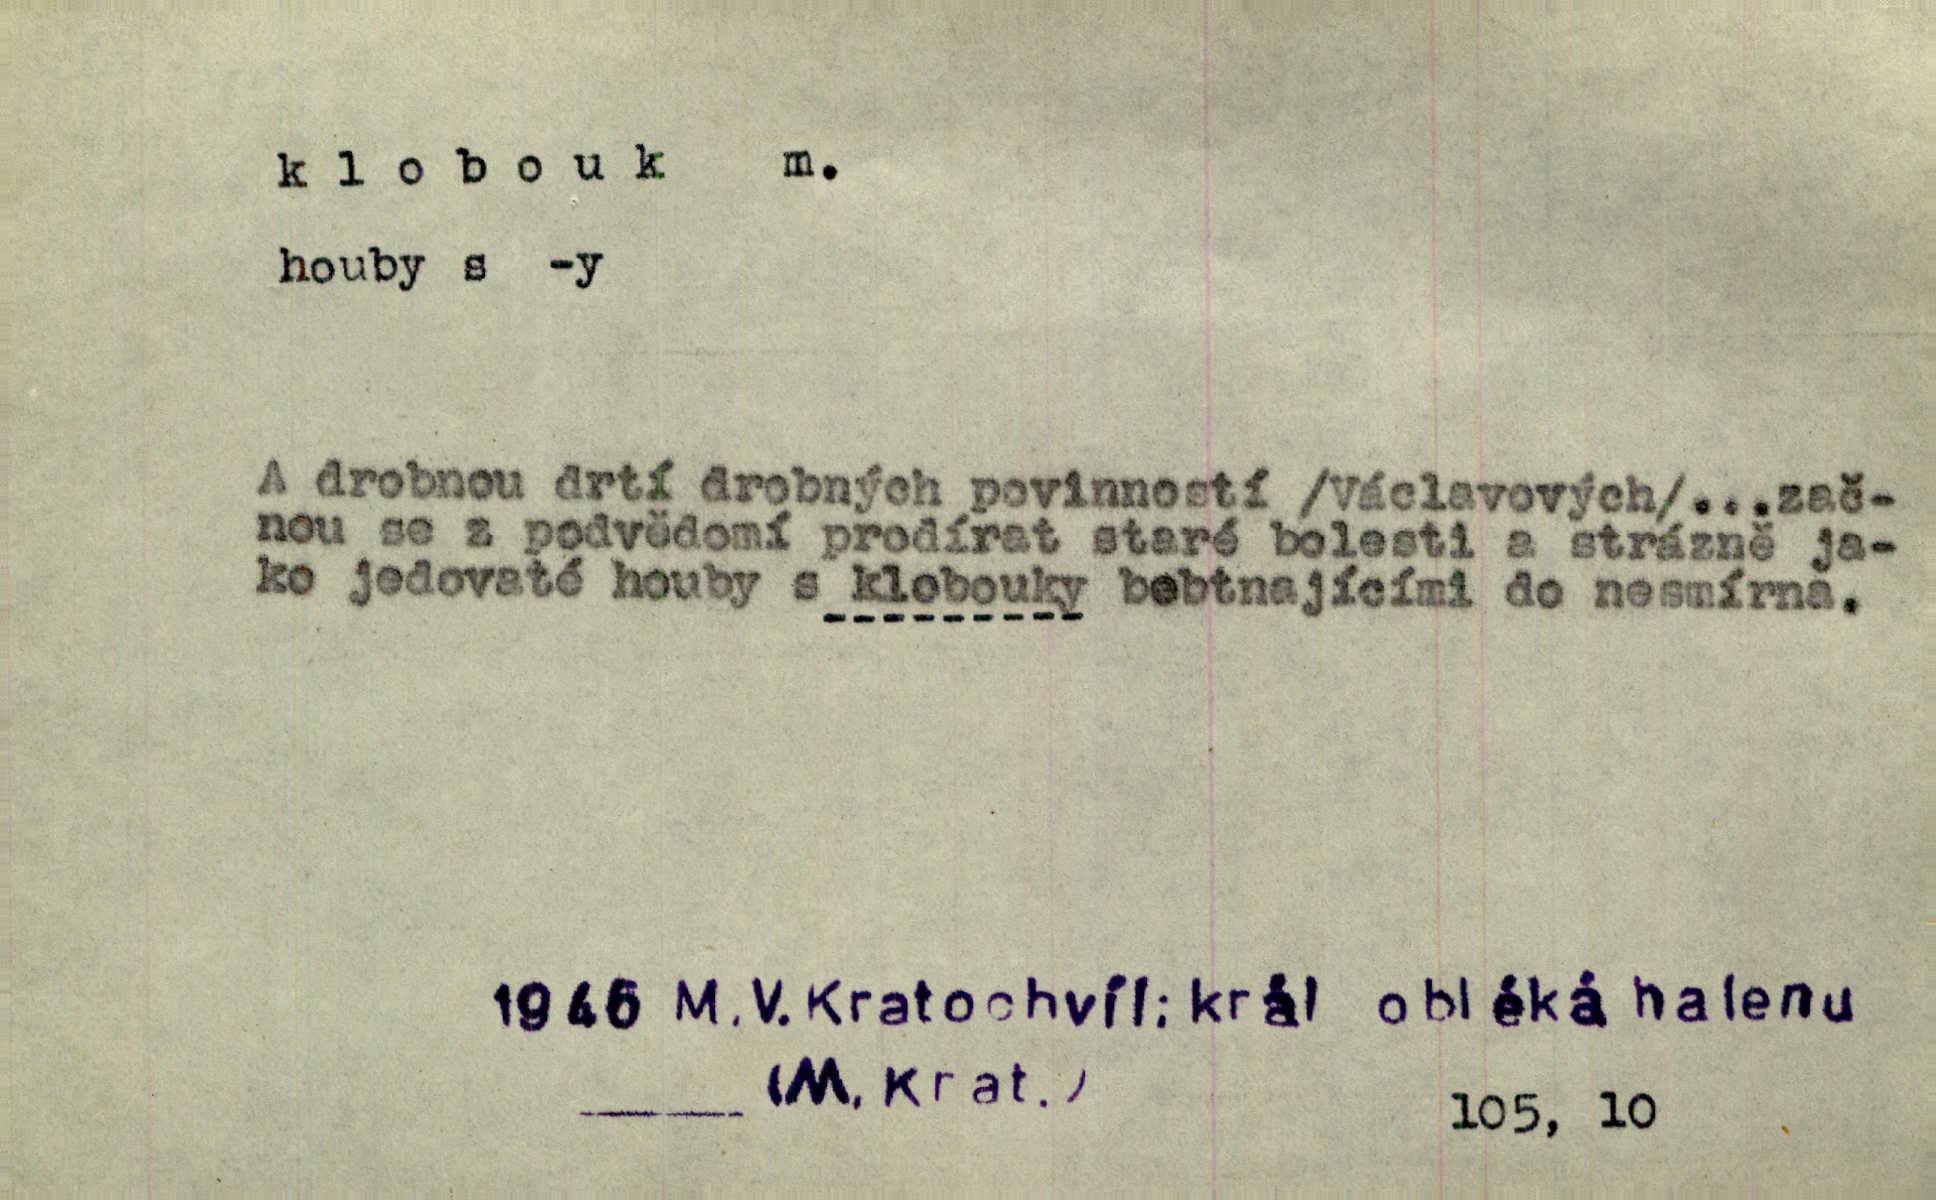 klobouk m.
houby s -y
A drobnou drtí drobných povinností /Václavových/...zač-
nou se z podvědomí prodírat staré bolesti a strázně ja-
ko jedovaté houby s klobouky bobtnajícími do nesmírna.
1946 M.V.Kratochvíl: král obléká halenu
(M.Krat.)
105, 10